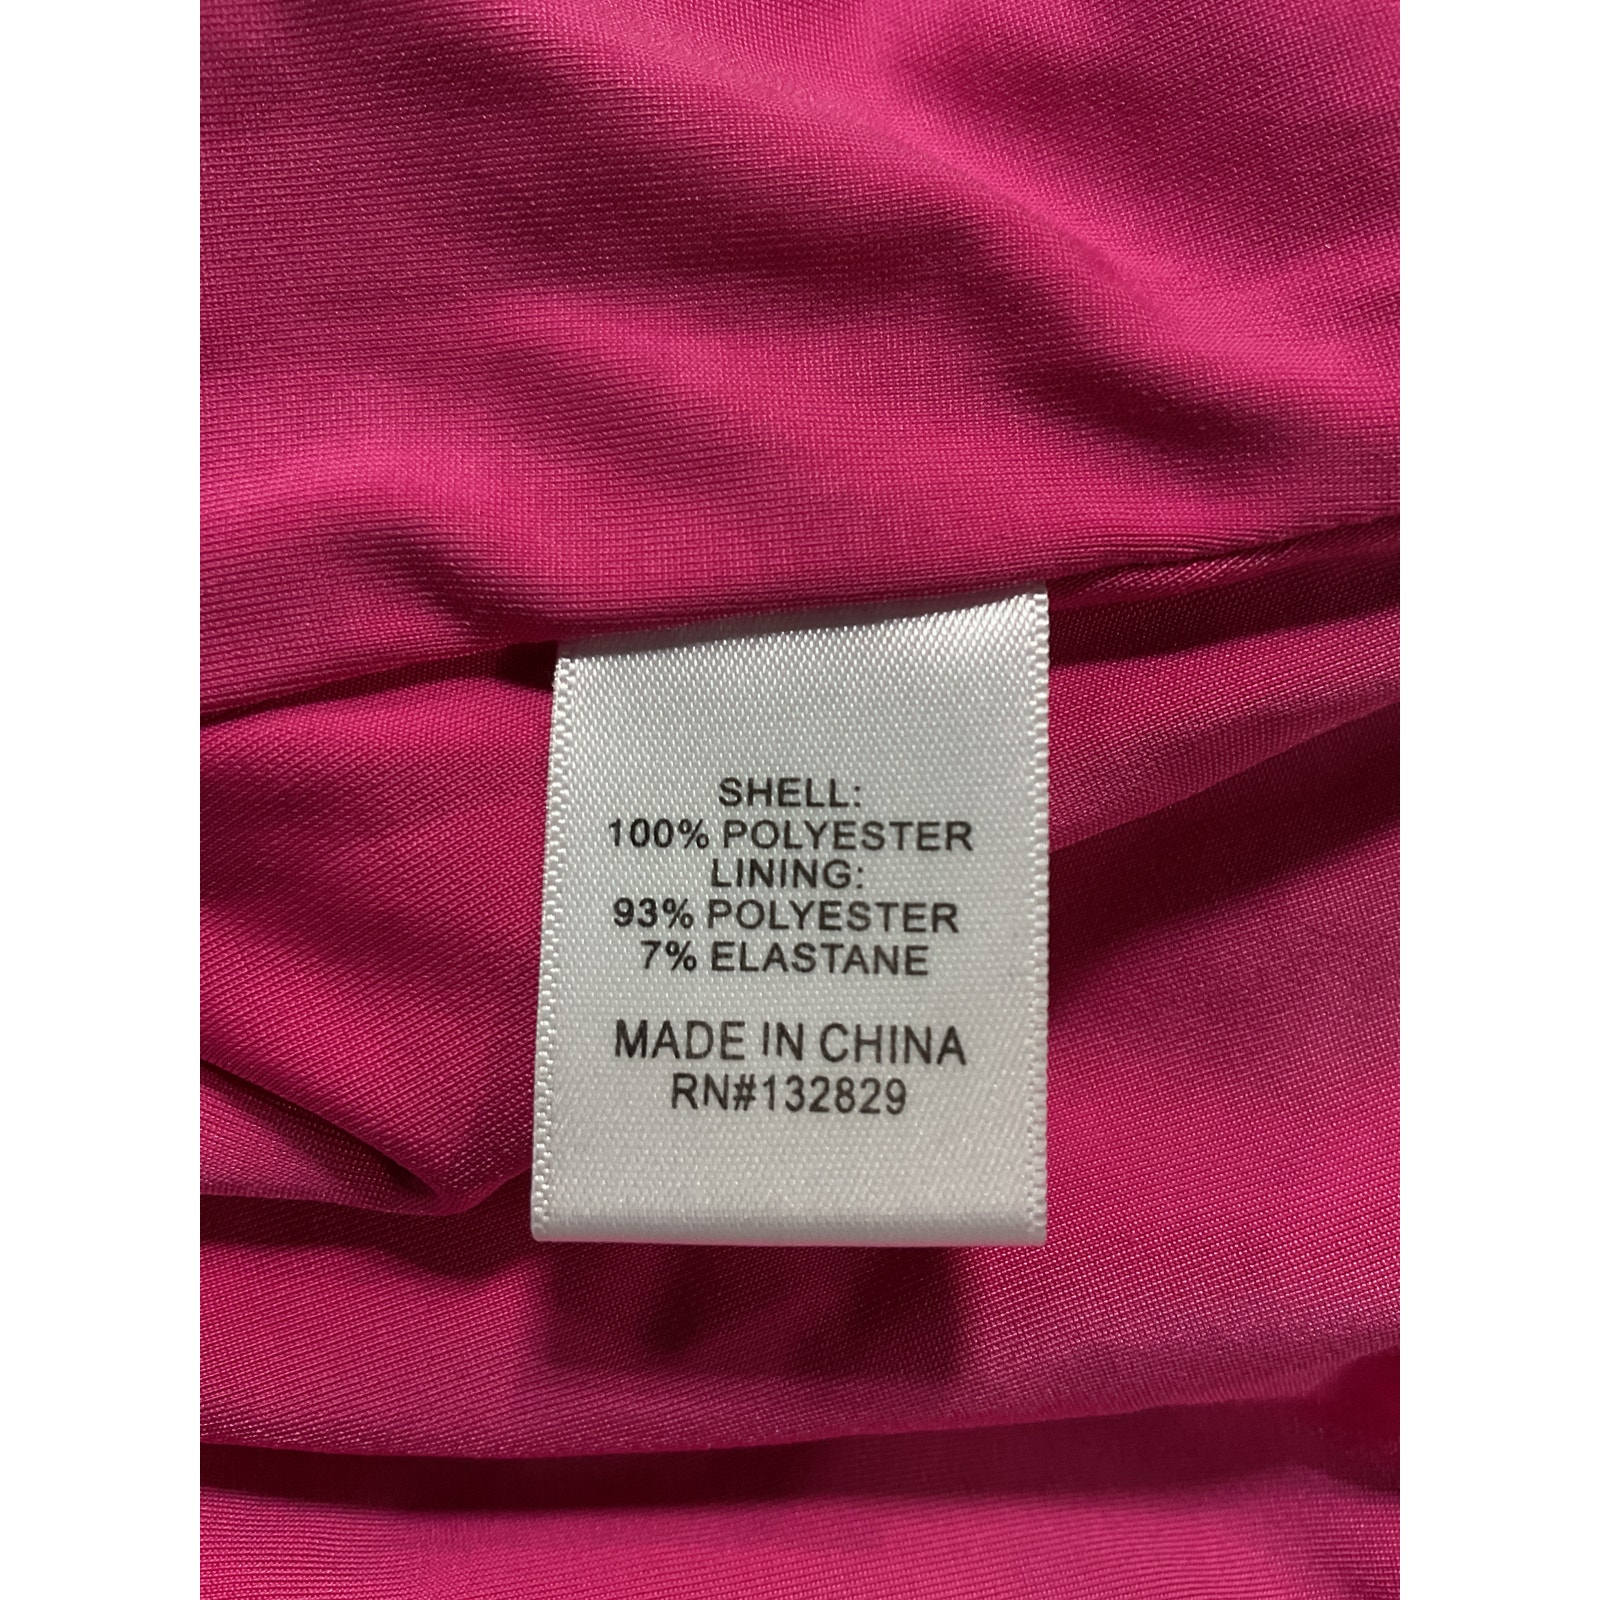 SHELL:
100% POLYESTER
LINING:
93% POLYESTER
7% ELASTANE
MADE IN CHINA
RN#132829